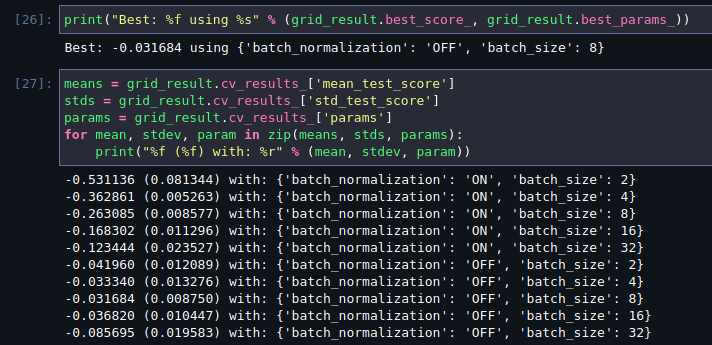 [26]: print("Best: %f using %s" % (grid_result.best_score_, grid_result.best_params_))
Best: -0.031684 using {'batch_normalization': 'OFF', 'batch_size': 8}
[27]: means = grid_result.cv_results_['mean_test_score']
stds = grid_result.cv_results_['std_test_score']
params = grid_result.cv_results_['params']
for mean, stdev, param in zip(means, stds, params):
    print("%f (%f) with: %r" % (mean, stdev, param))
-0.531136 (0.081344) with: {'batch_normalization': 'ON', 'batch_size': 2}
-0.362861 (0.005263) with: {'batch_normalization': 'ON', 'batch_size': 4}
-0.263085 (0.008577) with: {'batch_normalization': 'ON', 'batch_size': 8}
-0.168302 (0.011296) with: {'batch_normalization': 'ON', 'batch_size': 16}
-0.123444 (0.023527) with: {'batch_normalization': 'ON', 'batch_size': 32}
-0.041960 (0.012089) with: {'batch_normalization': 'OFF', 'batch_size': 2}
-0.033340 (0.013276) with: {'batch_normalization': 'OFF', 'batch_size': 4}
-0.031684 (0.008750) with: {'batch_normalization': 'OFF', 'batch_size': 8}
-0.036820 (0.010447) with: {'batch_normalization': 'OFF', 'batch_size': 16}
-0.085695 (0.019583) with: {'batch_normalization': 'OFF', 'batch_size': 32}